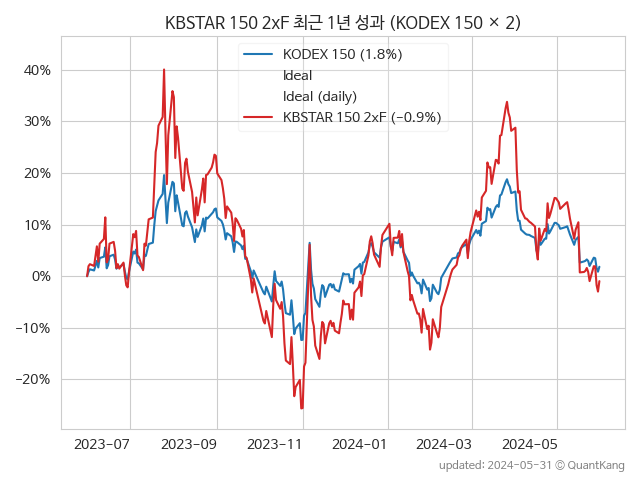 KBSTAR 150 2xF 최근 1년 성과 (KODEX 150 × 2)
KODEX 150 (1.8%)
Ideal
Ideal (daily)
KBSTAR 150 2xF (−0.9%)
40%
30%
20%
10%
0%
−10%
−20%
2023-07
2023-09
2023-11
2024-01
2024-03
2024-05
updated: 2024-05-31 © QuantKang